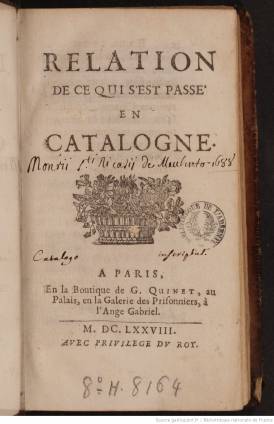 RELATION
DE CE QUI S'EST PASSE'
EN
CATALOGNE.
Catalogo inscriptus.
A PARIS,
En la Boutique de G. QUINET, au
Palais, en la Galerie des Prisonniers, à
l'Ange Gabriel.
M. DC. LXXVIII.
AVEC PRIVILEGE DU ROY.
8° H. 8164
Source gallica.bnf.fr / Bibliothèque nationale de France